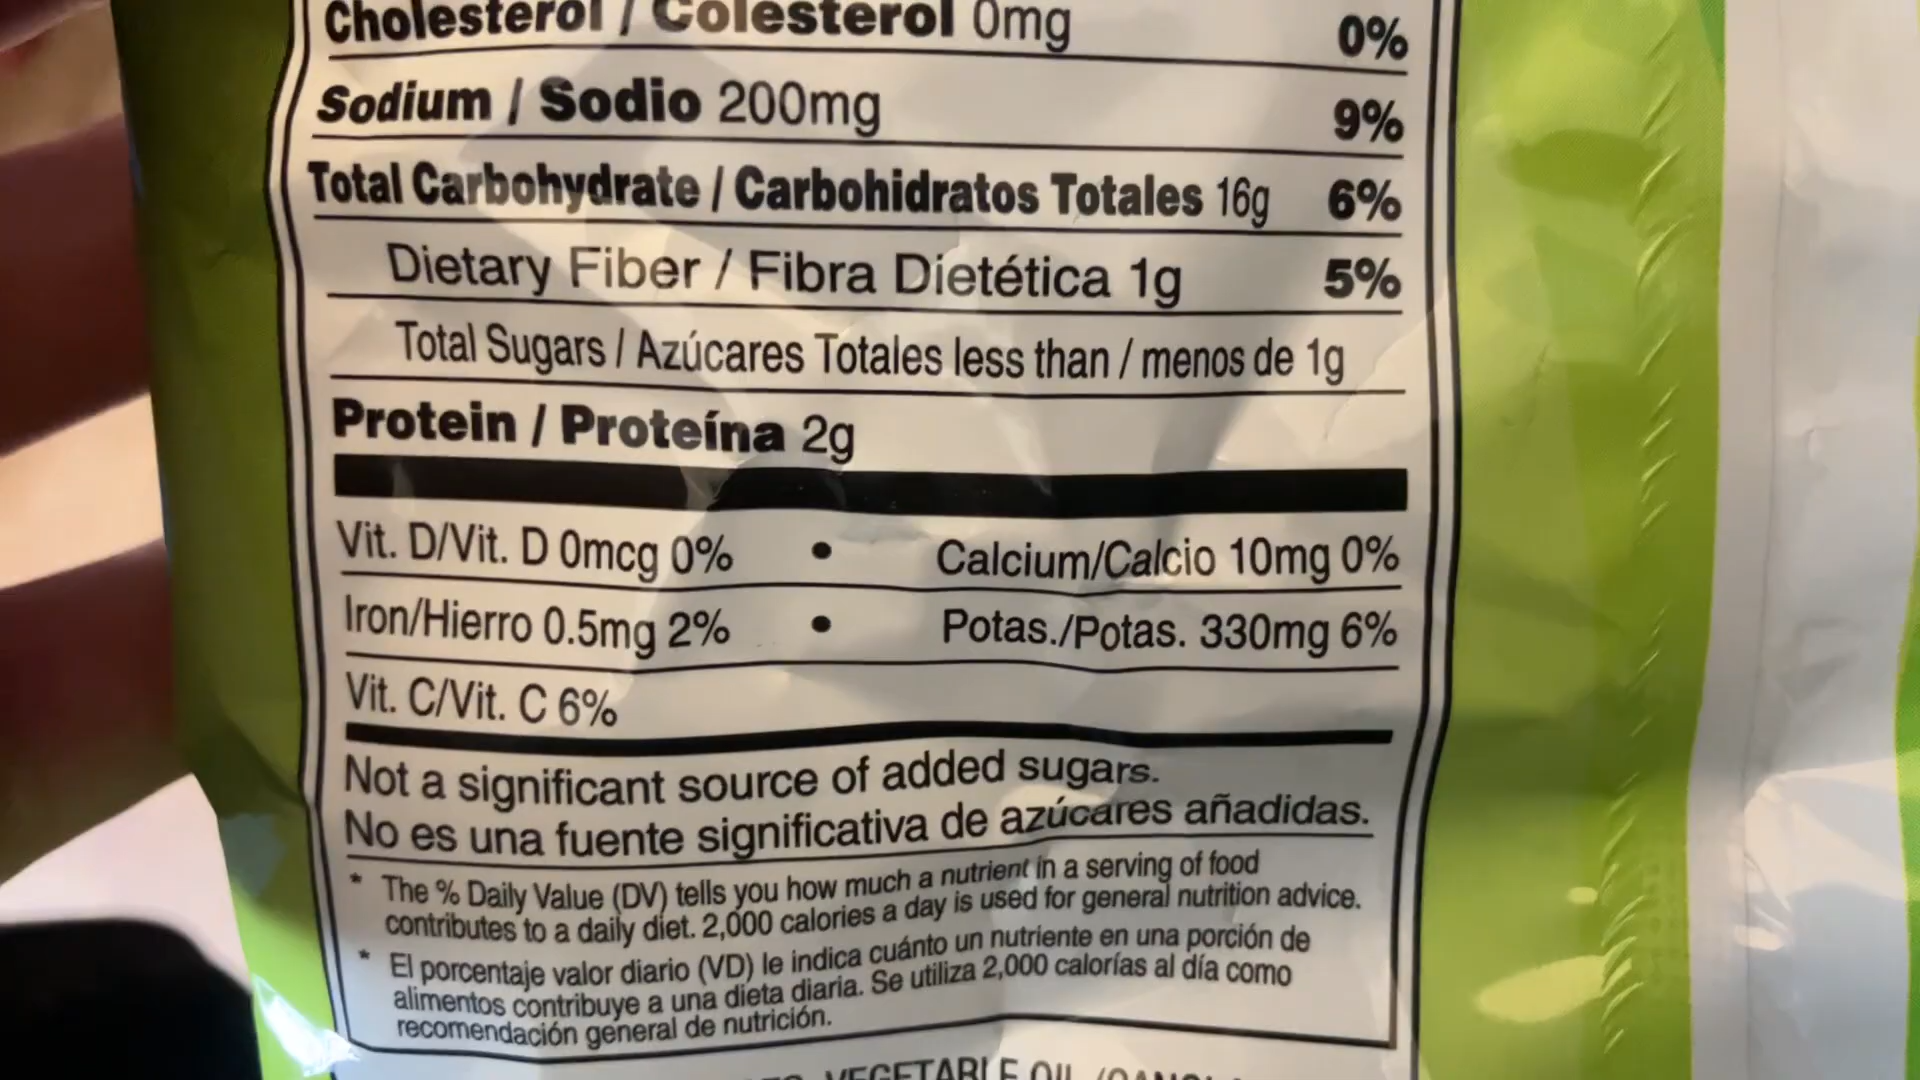 Cholesterol / Colesterol 0mg 0%
Sodium / Sodio 200mg 9%
Total Carbohydrate / Carbohidratos Totales 16g 6%
Dietary Fiber / Fibra Dietética 1g 5%
Total Sugars / Azúcares Totales less than / menos de 1g
Protein / Proteína 2g
Vit. D/Vit. D 0mcg 0% • Calcium/Calcio 10mg 0%
Iron/Hierro 0.5mg 2% • Potas./Potas. 330mg 6%
Vit. C/Vit. C 6%
Not a significant source of added sugars.
No es una fuente significativa de azúcares añadidas.
* The % Daily Value (DV) tells you how much a nutrient in a serving of food
contributes to a daily diet. 2,000 calories a day is used for general nutrition advice.
* El porcentaje valor diario (VD) le indica cuánto un nutriente en una porción de
alimentos contribuye a una dieta diaria. Se utiliza 2,000 calorías al día como
recomendación general de nutrición.
VEGETABLE OIL